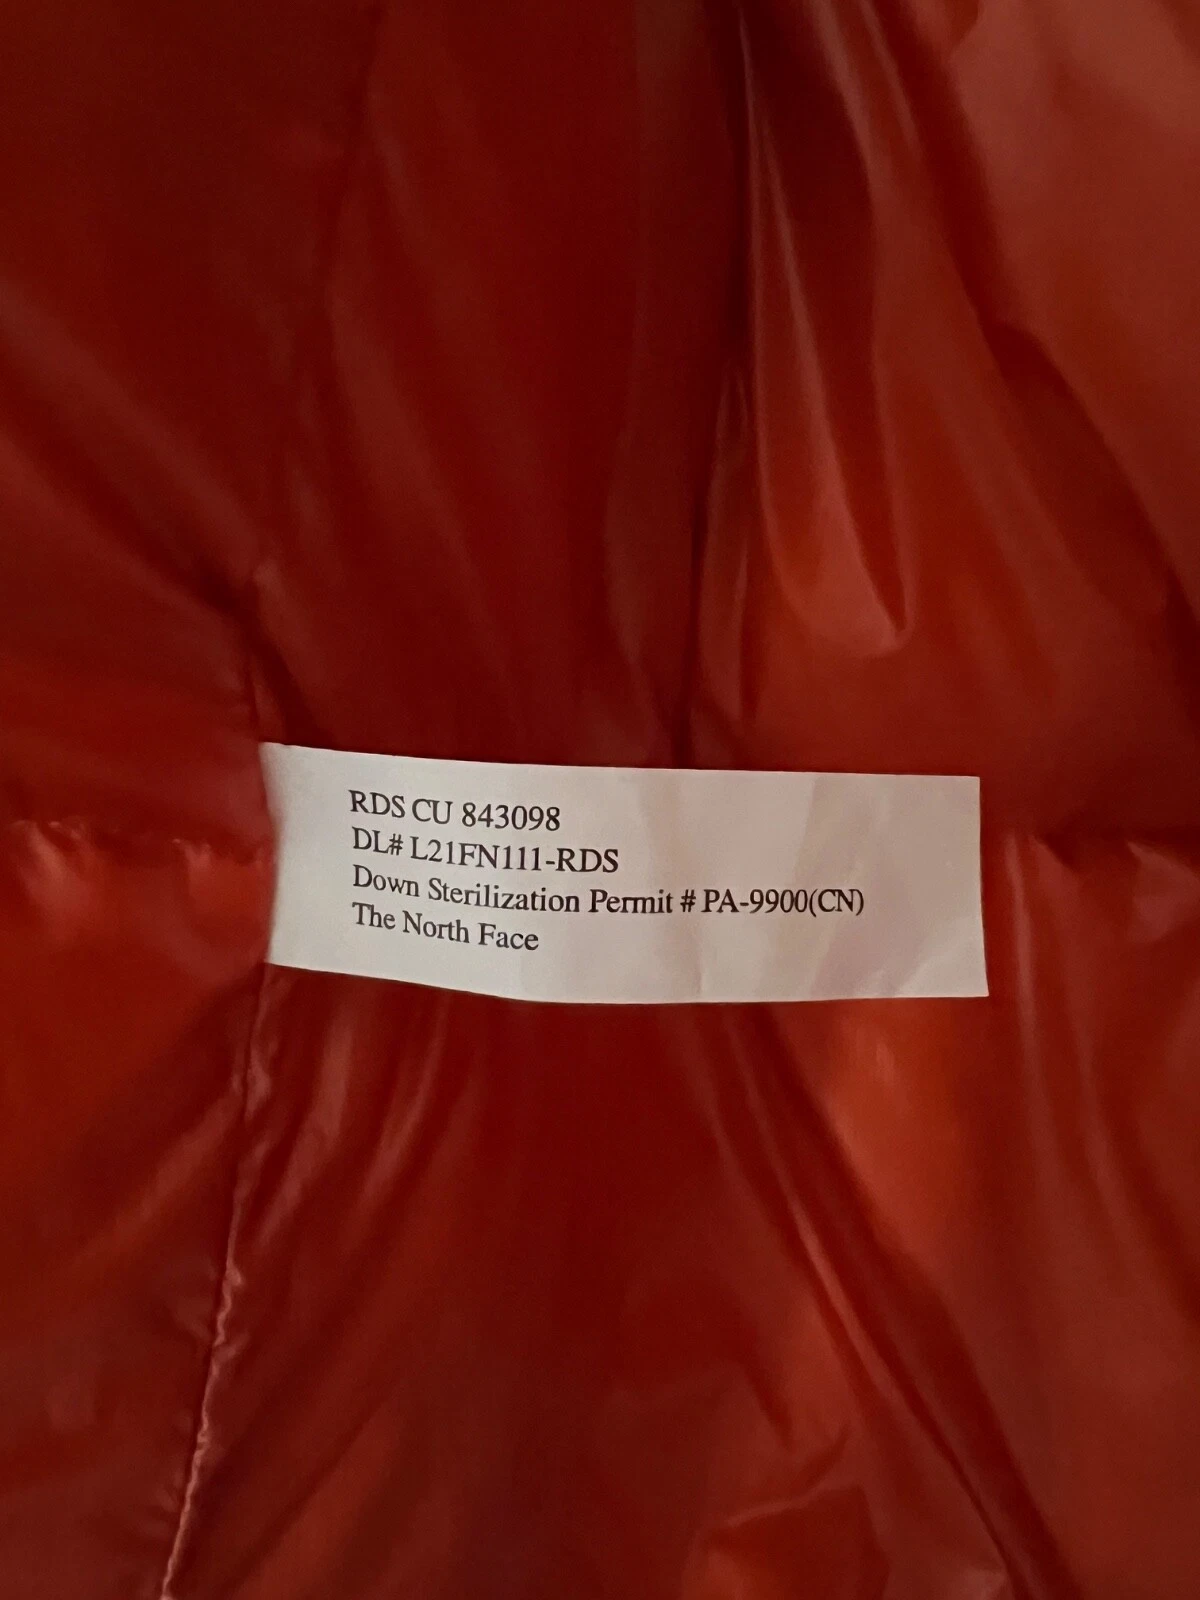 RDS CU 843098
DL# L21FN111-RDS
Down Sterilization Permit # PA-9900(CN)
The North Face